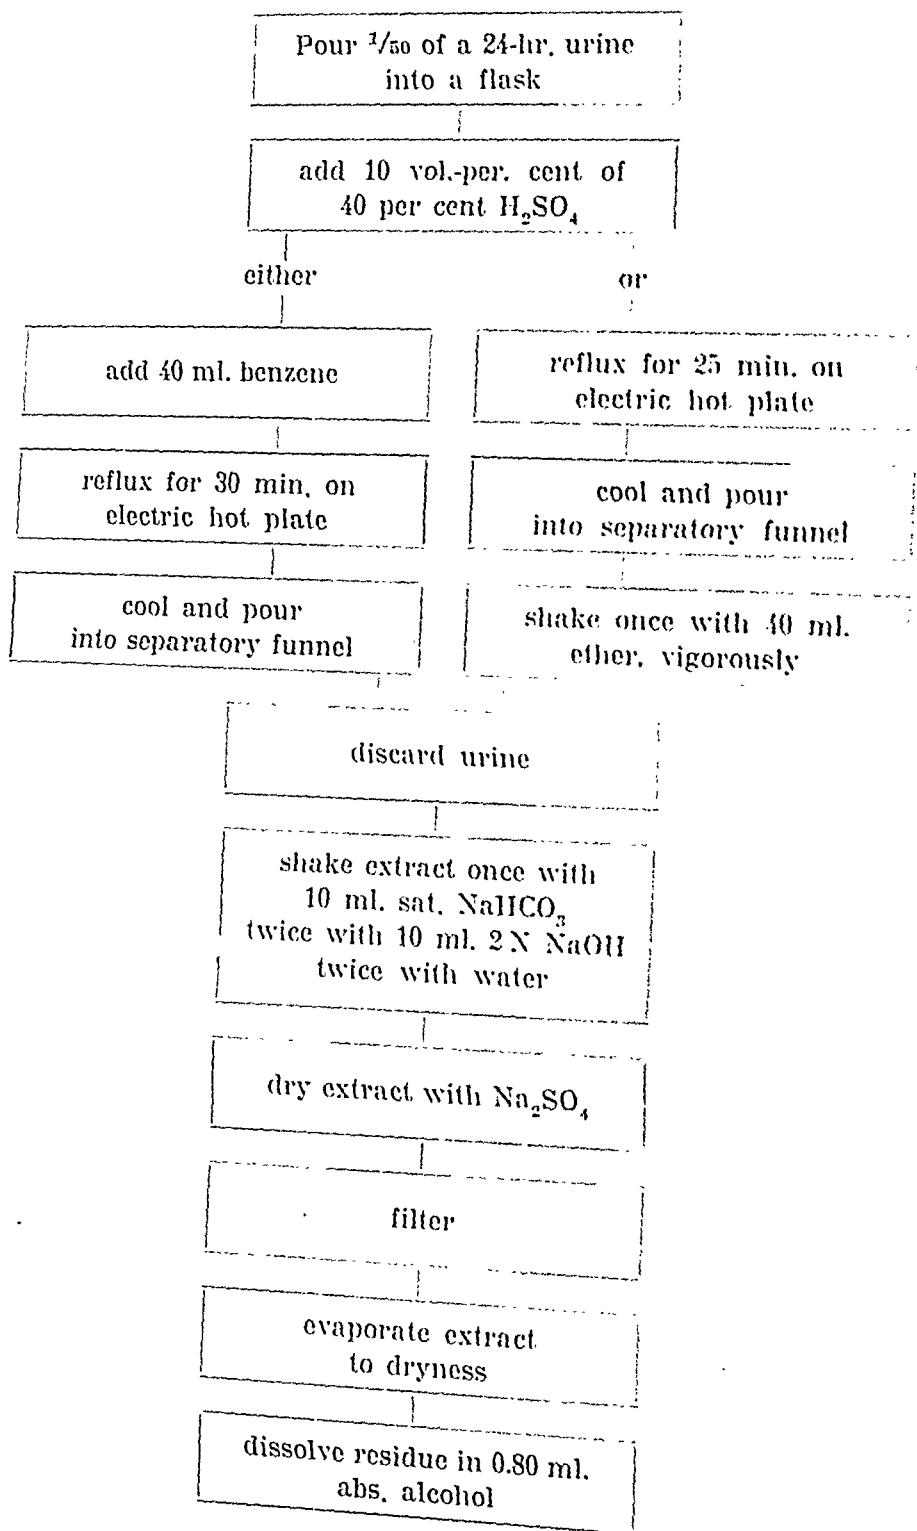 Pour 1/50 of a 24-hr. urine
into a flask
add 10 vol.-per. cent of
40 per cent H₂SO₄
either
or
add 40 ml. benzene
reflux for 30 min. on
electric hot plate
cool and pour
into separatory funnel
reflux for 25 min. on
electric hot plate
cool and pour
into separatory funnel
shake once with 40 ml.
ether, vigorously
discard urine
shake extract once with
10 ml. sat. NaHCO₃
twice with 10 ml. 2 N NaOH
twice with water
dry extract with Na₂SO₄
filter
evaporate extract
to dryness
dissolve residue in 0.80 ml.
abs. alcohol